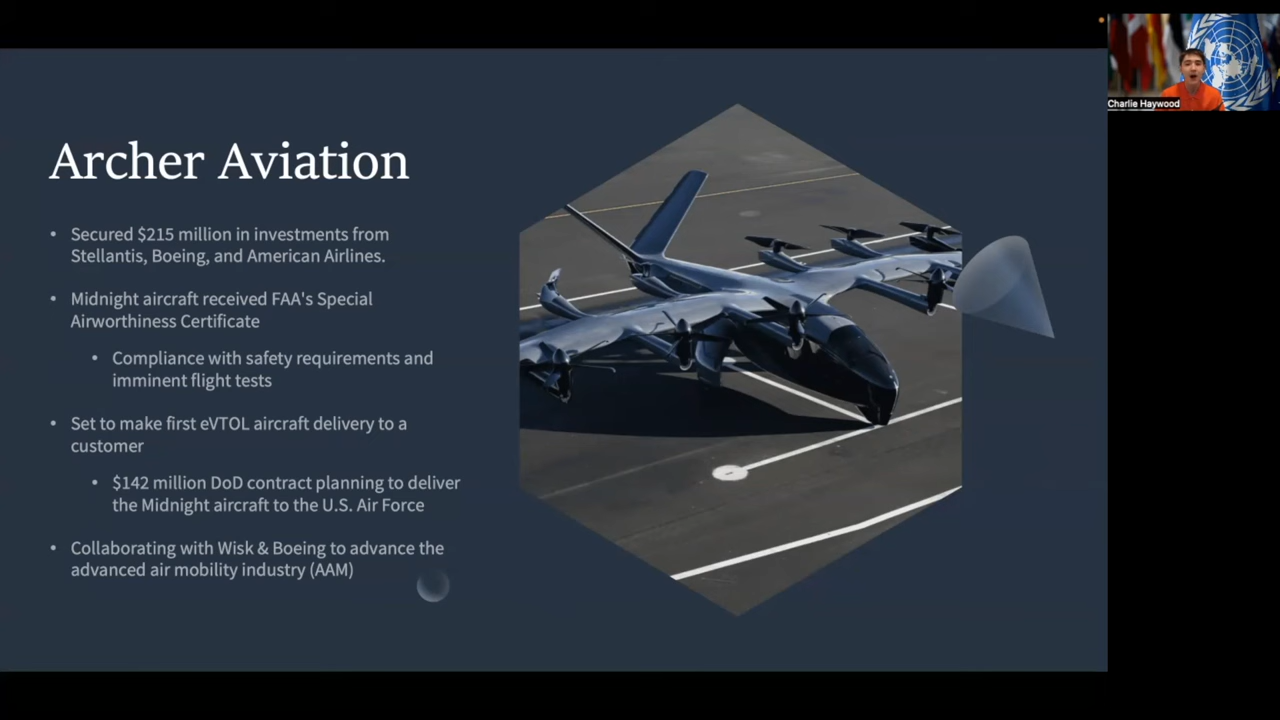 Archer Aviation
• Secured $215 million in investments from
Stellantis, Boeing, and American Airlines.
• Midnight aircraft received FAA's Special
Airworthiness Certificate
• Compliance with safety requirements and
imminent flight tests
• Set to make first eVTOL aircraft delivery to a
customer
• $142 million DoD contract planning to deliver
the Midnight aircraft to the U.S. Air Force
• Collaborating with Wisk & Boeing to advance the
advanced air mobility industry (AAM)
Charlie Haywood